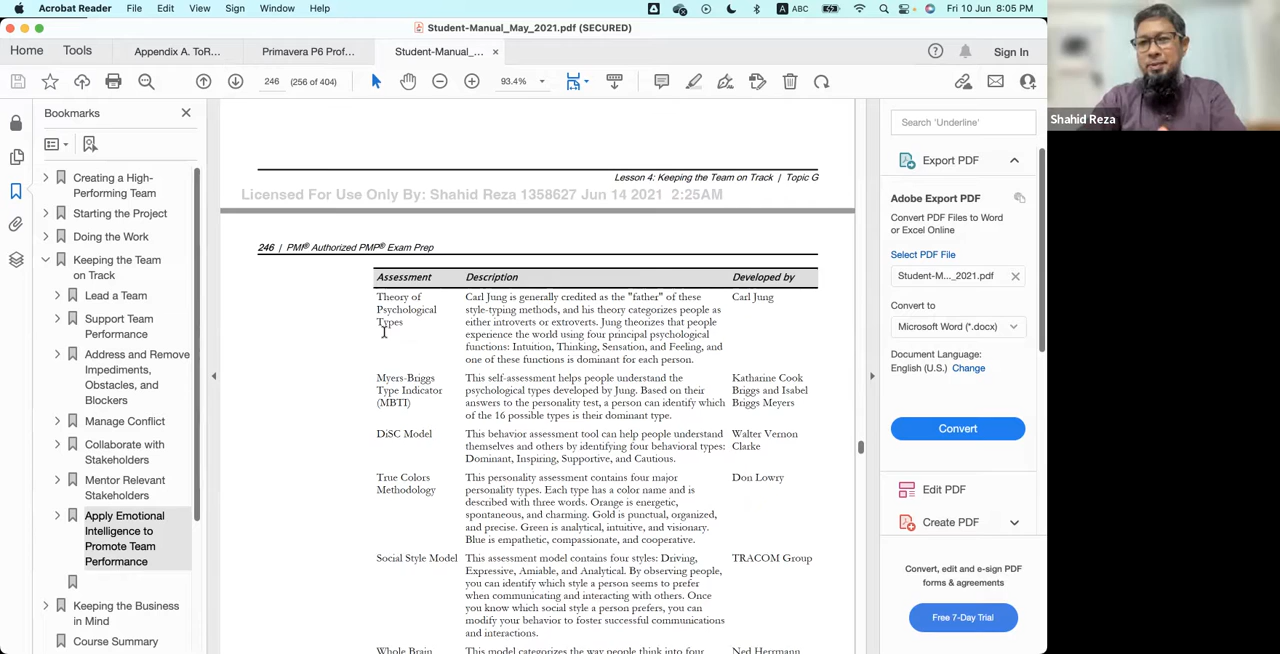 Acrobat Reader File Edit View Sign Window Help ABC Fri 10 Jun 8:05 PM
Student-Manual_May_2021.pdf (SECURED)
Home Tools Appendix A. ToR... Primavera P6 Prof... Student-Manual_... × Sign In
246 (256 of 404) 93.4%
Bookmarks
Creating a High-
Performing Team
Starting the Project
Doing the Work
Keeping the Team
on Track
Lead a Team
Support Team
Performance
Address and Remove
Impediments,
Obstacles, and
Blockers
Manage Conflict
Collaborate with
Stakeholders
Mentor Relevant
Stakeholders
Apply Emotional
Intelligence to
Promote Team
Performance
Keeping the Business
in Mind
Course Summary
Lesson 4: Keeping the Team on Track | Topic G
Licensed For Use Only By: Shahid Reza 1358627 Jun 14 2021 2:25AM
246 | PMI® Authorized PMP® Exam Prep
Assessment Description Developed by
Theory of
Psychological
Types
Carl Jung is generally credited as the "father" of these
style-typing methods, and his theory categorizes people as
either introverts or extroverts. Jung theorizes that people
experience the world using four principal psychological
functions: Intuition, Thinking, Sensation, and Feeling, and
one of these functions is dominant for each person.
Carl Jung
Myers-Briggs
Type Indicator
(MBTI)
This self-assessment helps people understand the
psychological types developed by Jung. Based on their
answers to the personality test, a person can identify which
of the 16 possible types is their dominant type.
Katharine Cook
Briggs and Isabel
Briggs Meyers
DiSC Model
This behavior assessment tool can help people understand
themselves and others by identifying four behavioral types:
Dominant, Inspiring, Supportive, and Cautious.
Walter Vernon
Clarke
True Colors
Methodology
This personality assessment contains four major
personality types. Each type has a color name and is
described with three words. Orange is energetic,
spontaneous, and charming. Gold is punctual, organized,
and precise. Green is analytical, intuitive, and visionary.
Blue is empathetic, compassionate, and cooperative.
Don Lowry
Social Style Model
This assessment model contains four styles: Driving,
Expressive, Amiable, and Analytical. By observing people,
you can identify which style a person seems to prefer
when communicating and interacting with others. Once
you know which social style a person prefers, you can
modify your behavior to foster successful communications
and interactions.
TRACOM Group
Whole Brain This model categorizes the way people think into four Ned Herrmann
Search 'Underline'
Export PDF
Adobe Export PDF
Convert PDF Files to Word
or Excel Online
Select PDF File
Student-M..._2021.pdf
Convert to
Microsoft Word (*.docx)
Document Language:
English (U.S.) Change
Convert
Edit PDF
Create PDF
Convert, edit and e-sign PDF
forms & agreements
Free 7-Day Trial
Shahid Reza